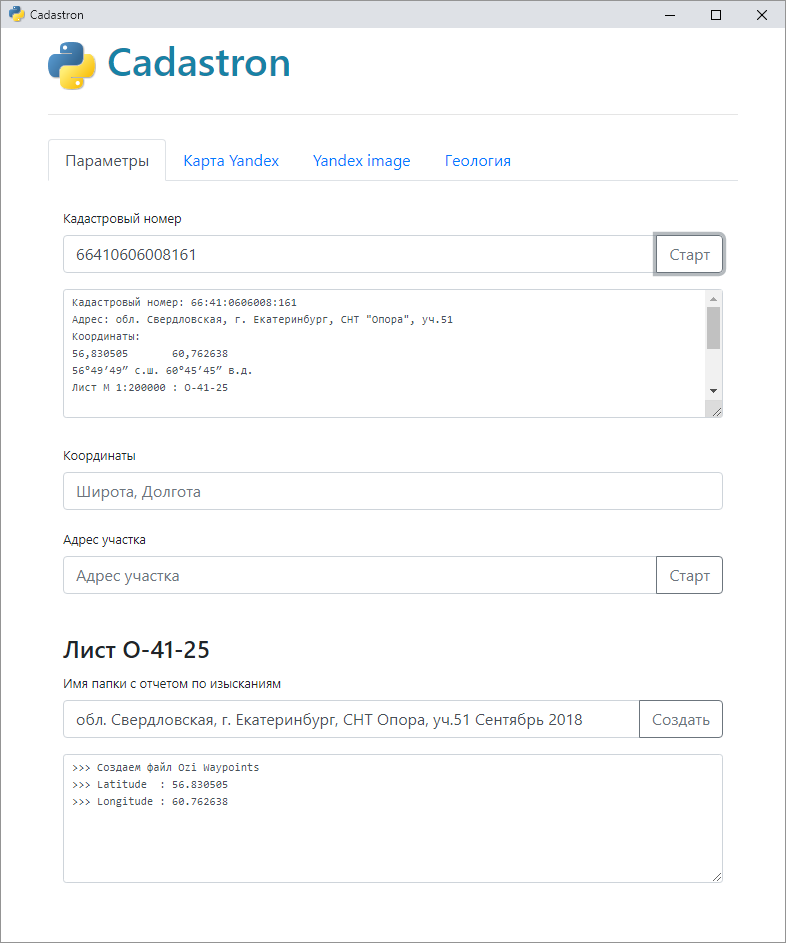 Cadastron
Cadastron
Параметры Карта Yandex Yandex image Геология
Кадастровый номер
66410606008161 Старт
Кадастровый номер: 66:41:0606008:161
Адрес: обл. Свердловская, г. Екатеринбург, СНТ "Опора", уч.51
Координаты:
56,830505 60,762638
56°49′49″ с.ш. 60°45′45″ в.д.
Лист М 1:200000 : O-41-25
Координаты
Широта, Долгота
Адрес участка
Адрес участка Старт
Лист O-41-25
Имя папки с отчетом по изысканиям
обл. Свердловская, г. Екатеринбург, СНТ Опора, уч.51 Сентябрь 2018 Создать
>>> Создаем файл Ozi Waypoints
>>> Latitude : 56.830505
>>> Longitude : 60.762638